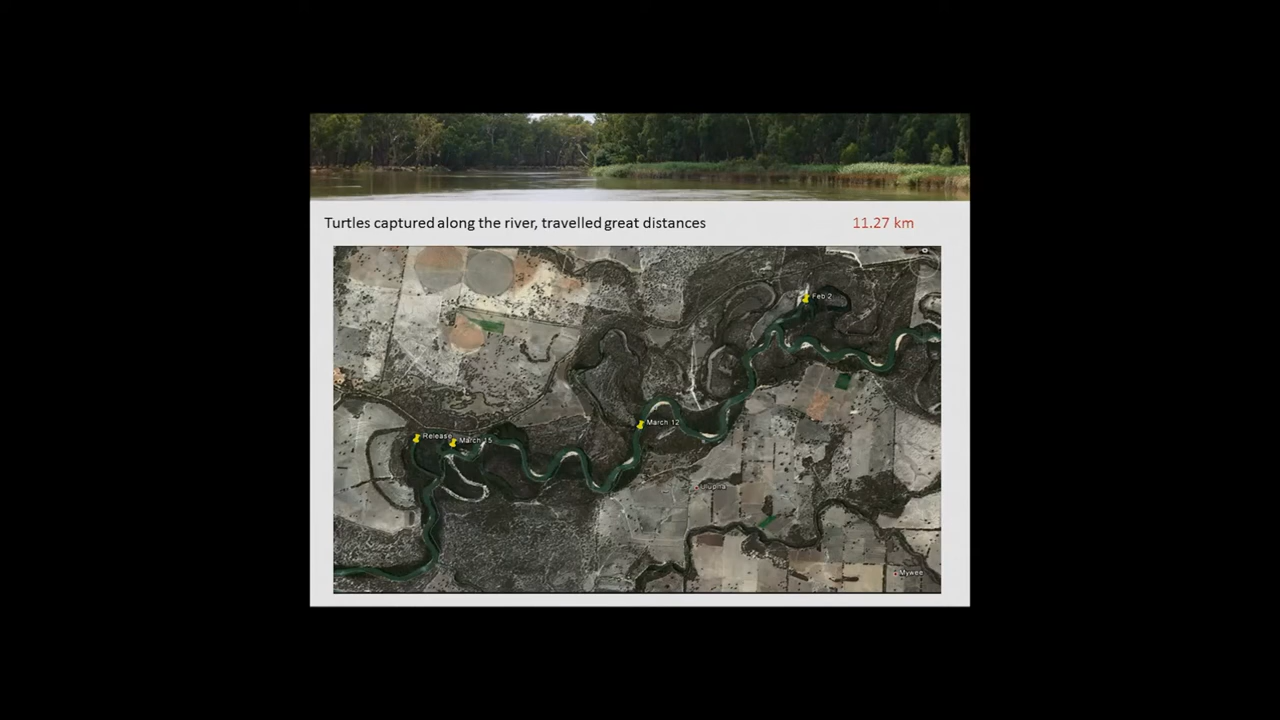 Turtles captured along the river, travelled great distances
11.27 km
Feb 2
March 12
Release
March 15
Ulupna
Mywee